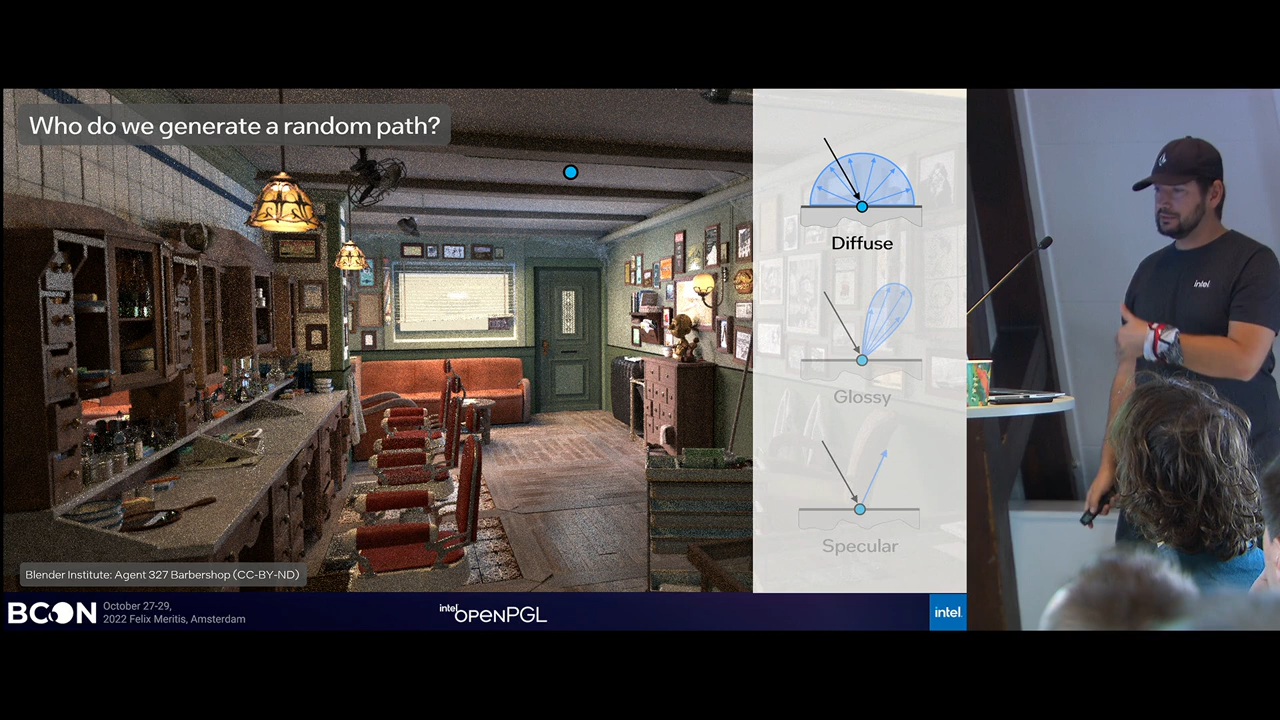 Who do we generate a random path?
Diffuse
Glossy
Specular
Blender Institute: Agent 327 Barbershop (CC-BY-ND)
BCON
October 27-29,
2022 Felix Meritis, Amsterdam
intel
openPGL
intel.
intel